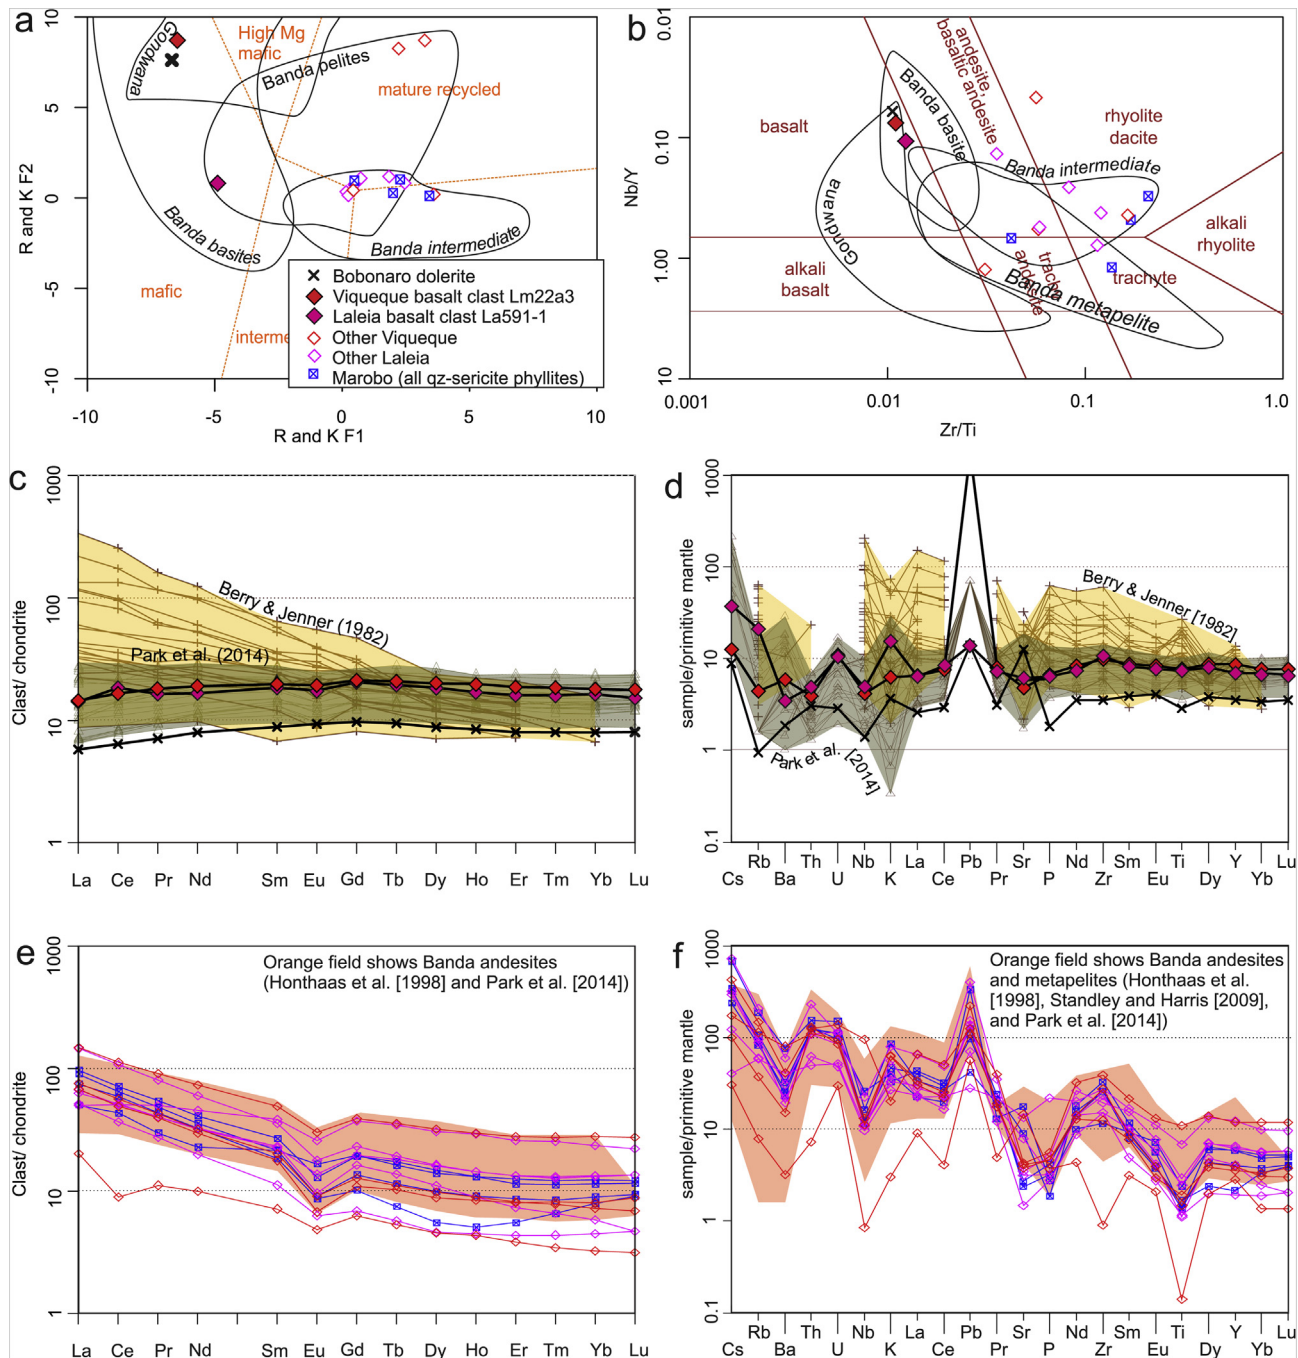 a
10
5
0
-5
-10
R and K F2
-10
-5
0
5
10
R and K F1
Gondwana
High Mg
mafic
Banda pelites
mature recycled
Banda basites
Banda intermediate
mafic
interme
Bobonaro dolerite
Viqueque basalt clast Lm22a3
Laleia basalt clast La591-1
Other Viqueque
Other Laleia
Marobo (all qz-sericite phyllites)
b
0.01
0.10
1.00
10
Nb/Y
0.001
0.01
0.1
1.0
Zr/Ti
basalt
Banda basite
andesite,
basaltic andesite
rhyolite
dacite
Banda intermediate
Gondwana
alkali
rhyolite
alkali
basalt
trachy
andesite
trachyte
Banda metapelite
c
1000
100
10
1
Clast/ chondrite
Berry & Jenner (1982)
Park et al. (2014)
La Ce Pr Nd Sm Eu Gd Tb Dy Ho Er Tm Yb Lu
d
1000
100
10
1
0.1
sample/primitive mantle
Berry & Jenner [1982]
Park et al. [2014]
Rb Th Nb La Pb Sr Nd Sm Ti Y Lu
Cs Ba U K Ce Pr P Zr Eu Dy Yb
e
1000
100
10
1
Clast/ chondrite
Orange field shows Banda andesites
(Honthaas et al. [1998] and Park et al. [2014])
La Ce Pr Nd Sm Eu Gd Tb Dy Ho Er Tm Yb Lu
f
1000
100
10
1
0.1
sample/primitive mantle
Orange field shows Banda andesites
and metapelites (Honthaas et al.
[1998], Standley and Harris [2009],
and Park et al. [2014])
Rb Th Nb La Pb Sr Nd Sm Ti Y Lu
Cs Ba U K Ce Pr P Zr Eu Dy Yb